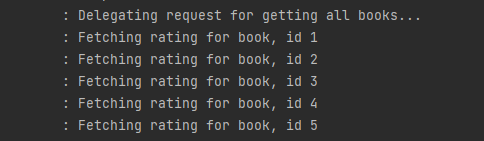 : Delegating request for getting all books...
: Fetching rating for book, id 1
: Fetching rating for book, id 2
: Fetching rating for book, id 3
: Fetching rating for book, id 4
: Fetching rating for book, id 5